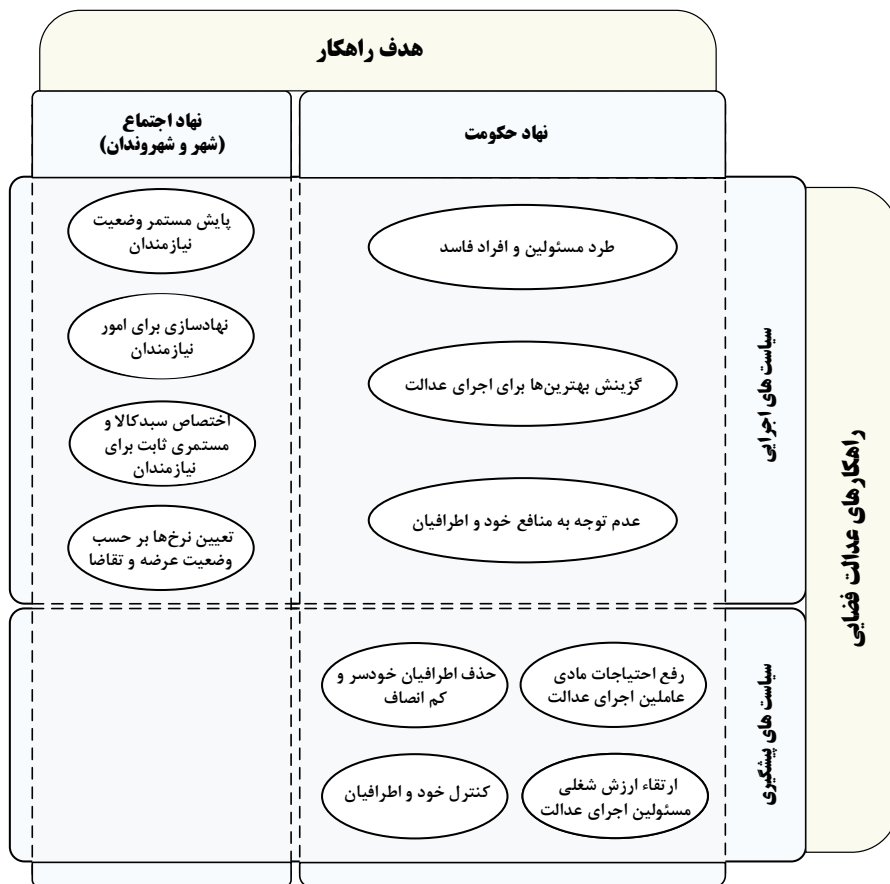 هدف راهکار
نهاد حکومت
نهاد اجتماع
(شهر و شهروندان)
راهکارهای عدالت فضایی
سیاست های اجرایی
طرد مسئولین و افراد فاسد
گزینش بهترین‌ها برای اجرای عدالت
عدم توجه به منافع خود و اطرافیان
پایش مستمر وضعیت
نیازمندان
نهادسازی برای امور
نیازمندان
اختصاص سبدکالا و
مستمری ثابت برای
نیازمندان
تعیین نرخ‌ها بر حسب
وضعیت عرضه و تقاضا
سیاست های پیشگیری
رفع احتیاجات مادی
عاملین اجرای عدالت
حذف اطرافیان خودسر و
کم انصاف
ارتقاء ارزش شغلی
مسئولین اجرای عدالت
کنترل خود و اطرافیان